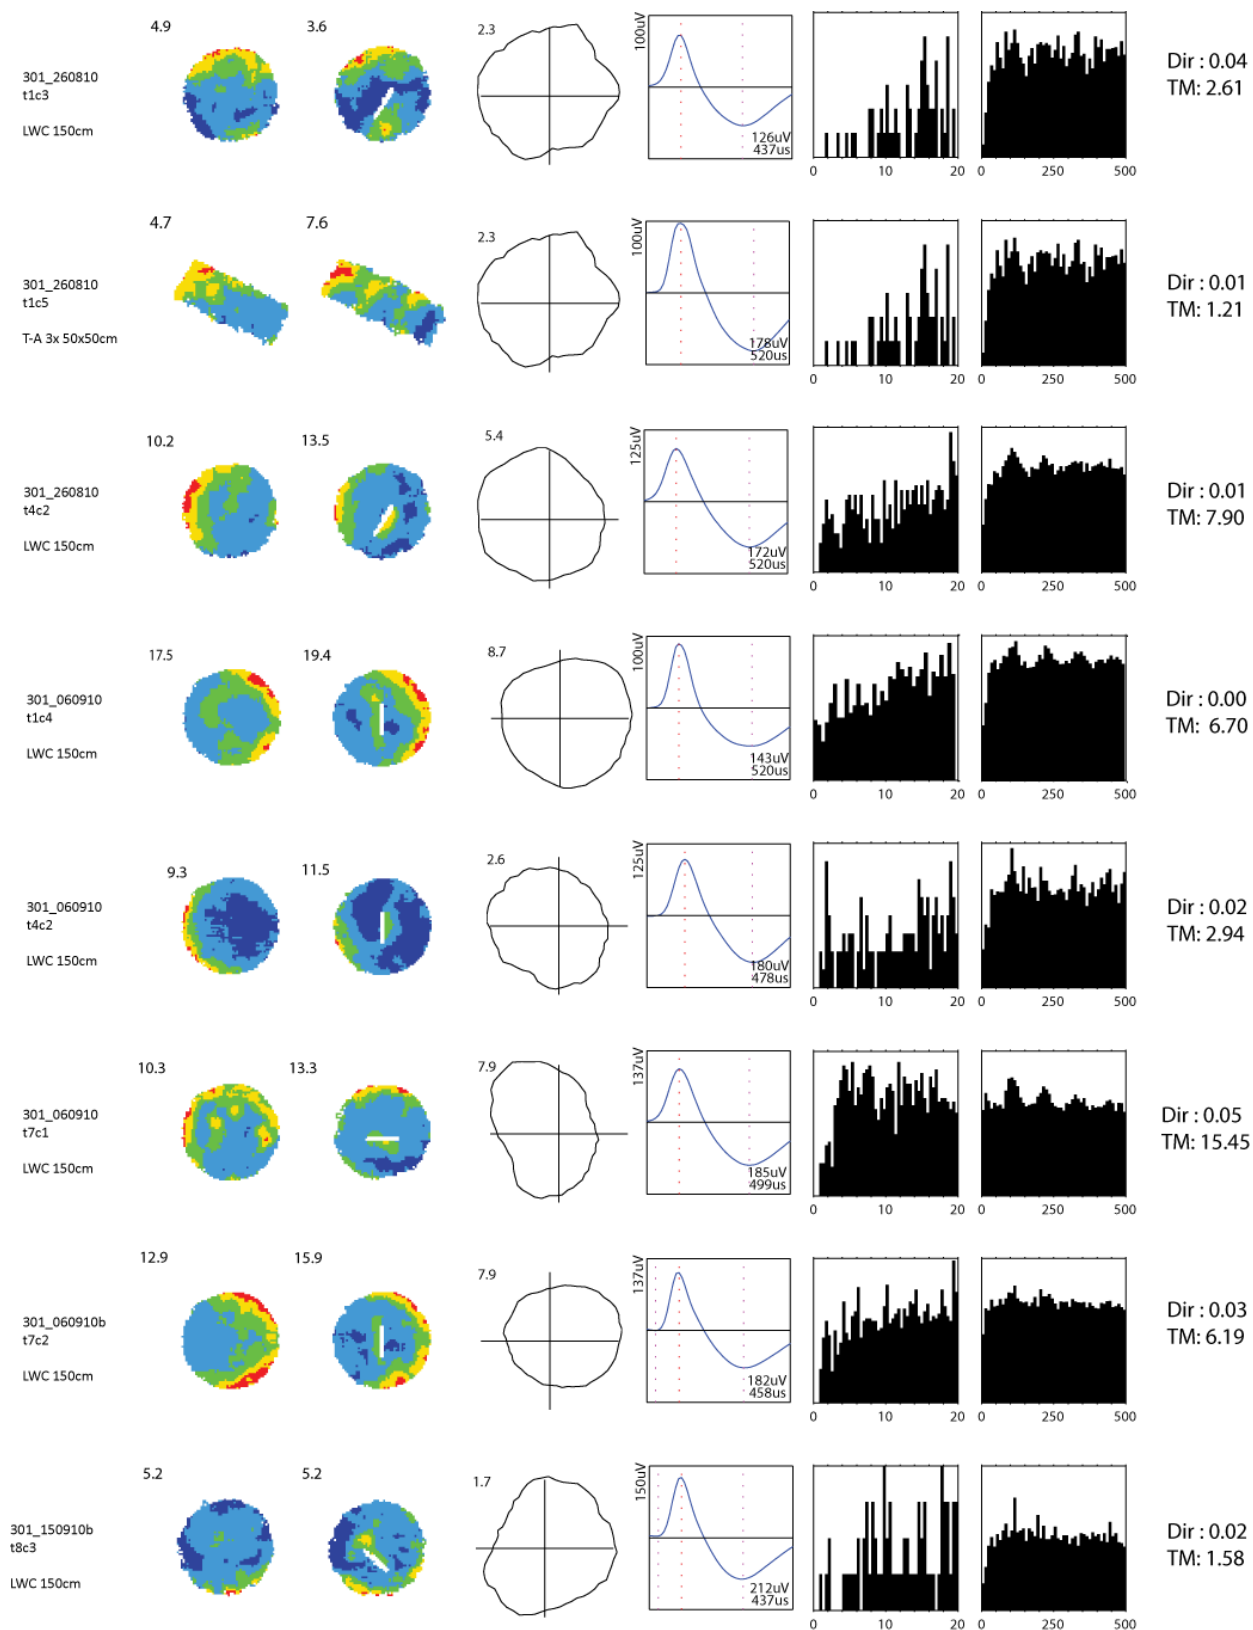 4.9 3.6 2.3 100uV
301_260810
t1c3
LWC 150cm
126uV
437us
0 10 20 0 250 500
Dir : 0.04
TM: 2.61
4.7 7.6 2.3 100uV
301_260810
t1c5
T-A 3x 50x50cm
178uV
520us
0 10 20 0 250 500
Dir : 0.01
TM: 1.21
10.2 13.5 5.4 125uV
301_260810
t4c2
LWC 150cm
172uV
520us
0 10 20 0 250 500
Dir : 0.01
TM: 7.90
17.5 19.4 8.7 100uV
301_060910
t1c4
LWC 150cm
143uV
520us
0 10 20 0 250 500
Dir : 0.00
TM: 6.70
9.3 11.5 2.6 125uV
301_060910
t4c2
LWC 150cm
180uV
478us
0 10 20 0 250 500
Dir : 0.02
TM: 2.94
10.3 13.3 7.9 137uV
301_060910
t7c1
LWC 150cm
185uV
499us
0 10 20 0 250 500
Dir : 0.05
TM: 15.45
12.9 15.9 7.9 137uV
301_060910b
t7c2
LWC 150cm
182uV
458us
0 10 20 0 250 500
Dir : 0.03
TM: 6.19
5.2 5.2 1.7 150uV
301_150910b
t8c3
LWC 150cm
212uV
437us
0 10 20 0 250 500
Dir : 0.02
TM: 1.58